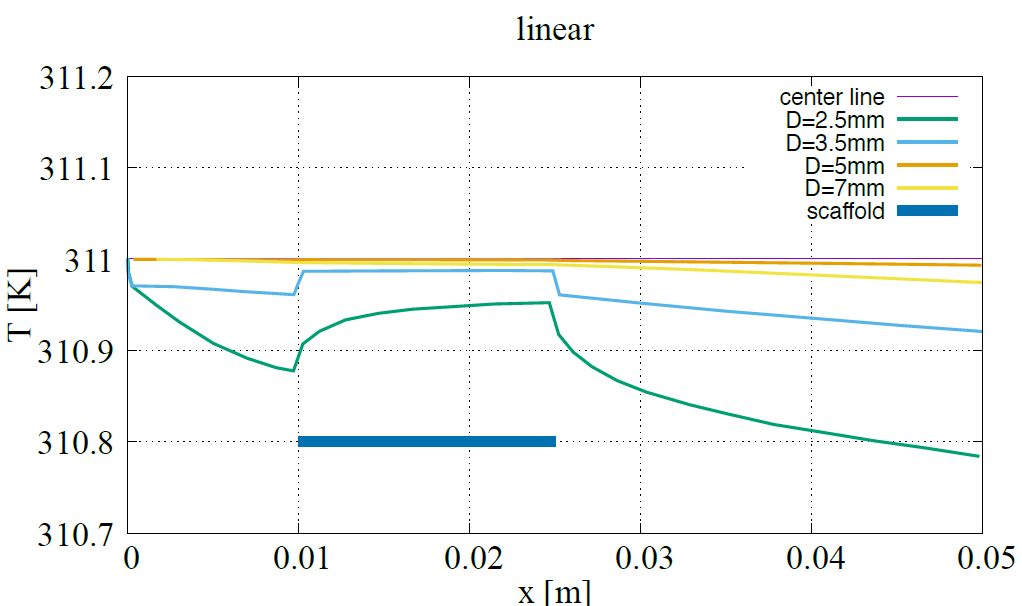 linear
311.2
311.1
311
310.9
310.8
310.7
T [K]
center line
D=2.5mm
D=3.5mm
D=5mm
D=7mm
scaffold
0 0.01 0.02 0.03 0.04 0.05
x [m]